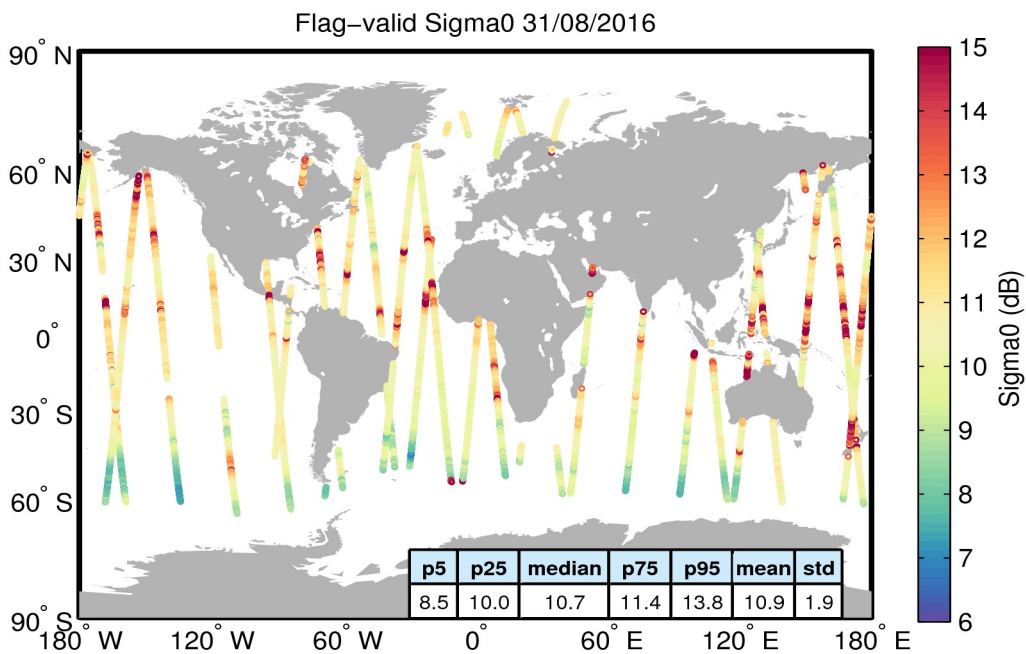 Flag−valid Sigma0 31/08/2016
90° N
60° N
30° N
0°
30° S
60° S
90° S
180° W
120° W
60° W
0°
60° E
120° E
180° E
p5 p25 median p75 p95 mean std
8.5 10.0 10.7 11.4 13.8 10.9 1.9
15
14
13
12
11
10
9
8
7
6
Sigma0 (dB)